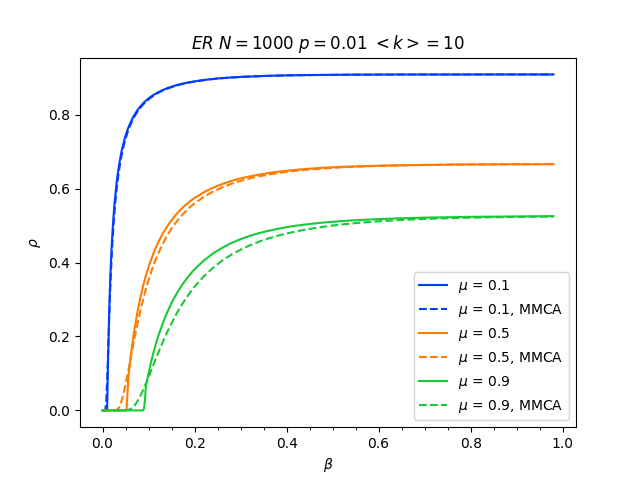 ER N = 1000 p = 0.01 < k > = 10
ρ
0.8
0.6
0.4
0.2
0.0
0.0 0.2 0.4 0.6 0.8 1.0
β
μ = 0.1
μ = 0.1, MMCA
μ = 0.5
μ = 0.5, MMCA
μ = 0.9
μ = 0.9, MMCA